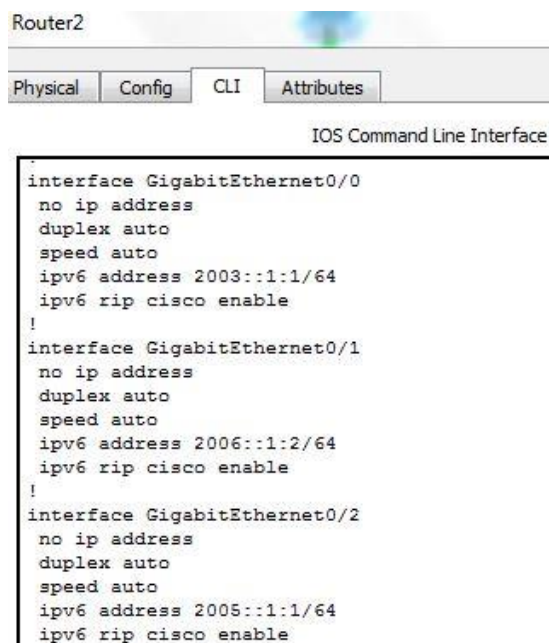 Router2
Physical Config CLI Attributes
IOS Command Line Interface
!
interface GigabitEthernet0/0
 no ip address
 duplex auto
 speed auto
 ipv6 address 2003::1:1/64
 ipv6 rip cisco enable
!
interface GigabitEthernet0/1
 no ip address
 duplex auto
 speed auto
 ipv6 address 2006::1:2/64
 ipv6 rip cisco enable
!
interface GigabitEthernet0/2
 no ip address
 duplex auto
 speed auto
 ipv6 address 2005::1:1/64
 ipv6 rip cisco enable